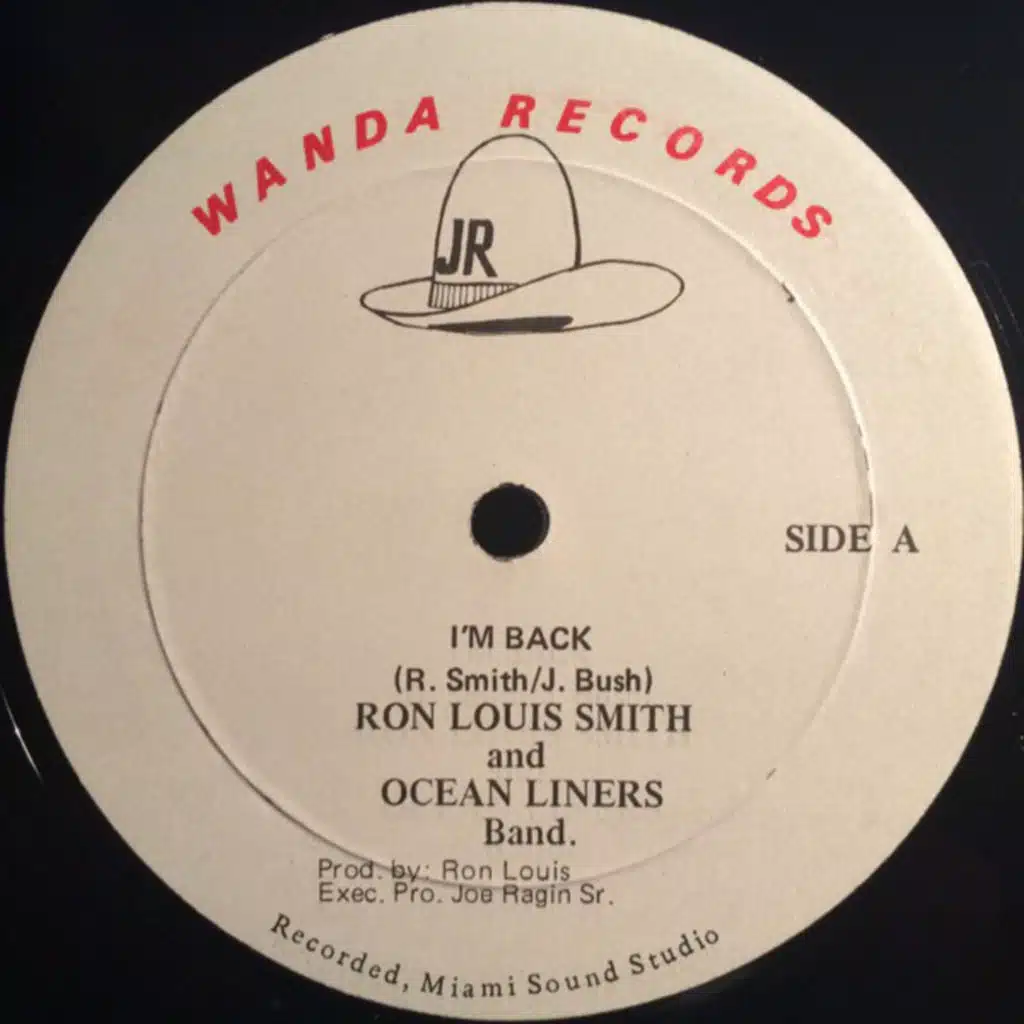 WANDA RECORDS
JR
SIDE A
I'M BACK
(R. Smith/J. Bush)
RON LOUIS SMITH
and
OCEAN LINERS
Band.
Prod. by: Ron Louis
Exec. Pro. Joe Ragin Sr.
Recorded, Miami Sound Studio